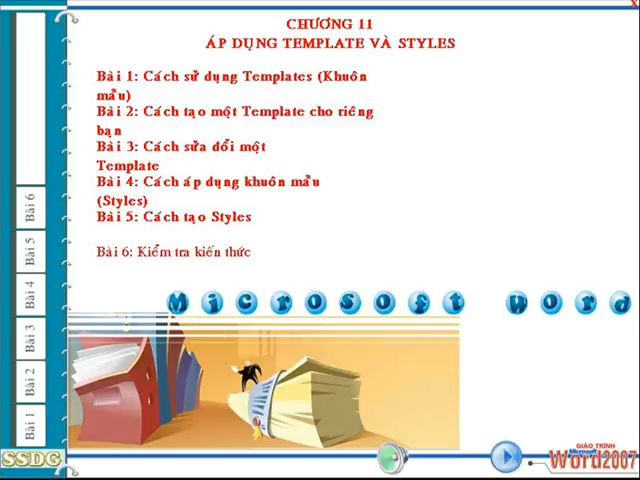 X
CHƯƠNG 11
ÁP DỤNG TEMPLATE VÀ STYLES
Bài 1: Cách sử dụng Templates (Khuôn
mẫu)
Bài 2: Cách tạo một Template cho riêng
bạn
Bài 3: Cách sửa đổi một
Template
Bài 4: Cách áp dụng khuôn mẫu
(Styles)
Bài 5: Cách tạo Styles
Bài 6: Kiểm tra kiến thức
Microsoft Word
Bài 6
Bài 5
Bài 4
Bài 3
Bài 2
Bài 1
SSDG
GIÁO TRÌNH
Microsoft
Word2007